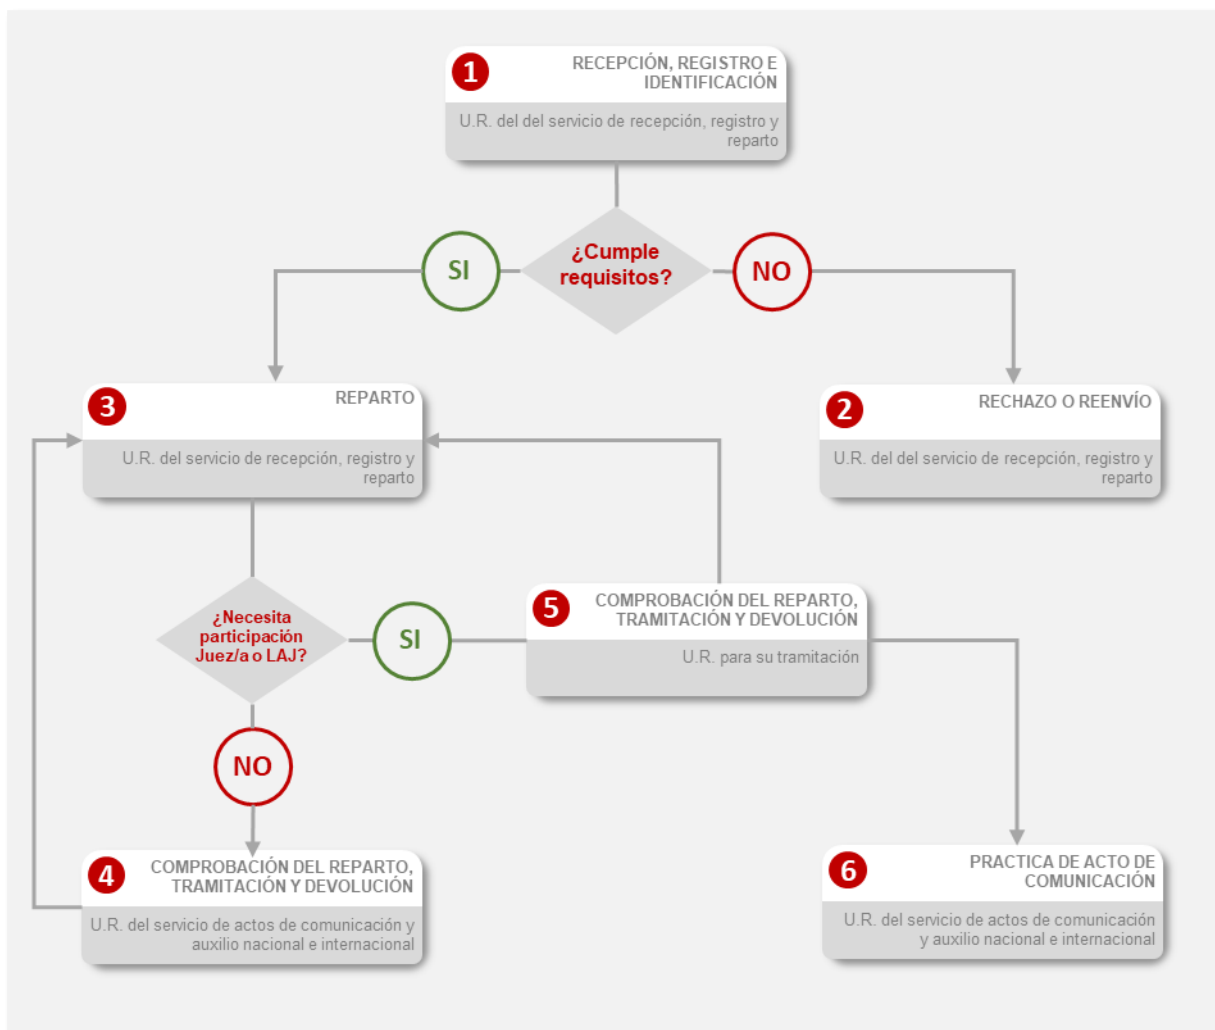 1
RECEPCIÓN, REGISTRO E
IDENTIFICACIÓN
U.R. del del servicio de recepción, registro y
reparto
¿Cumple
requisitos?
SI
NO
3
REPARTO
U.R. del servicio de recepción, registro y
reparto
2
RECHAZO O REENVÍO
U.R. del del servicio de recepción, registro y
reparto
¿Necesita
participación
Juez/a o LAJ?
SI
5
COMPROBACIÓN DEL REPARTO,
TRAMITACIÓN Y DEVOLUCIÓN
U.R. para su tramitación
NO
4
COMPROBACIÓN DEL REPARTO,
TRAMITACIÓN Y DEVOLUCIÓN
U.R. del servicio de actos de comunicación y
auxilio nacional e internacional
6
PRACTICA DE ACTO DE
COMUNICACIÓN
U.R. del servicio de actos de comunicación
y auxilio nacional e internacional